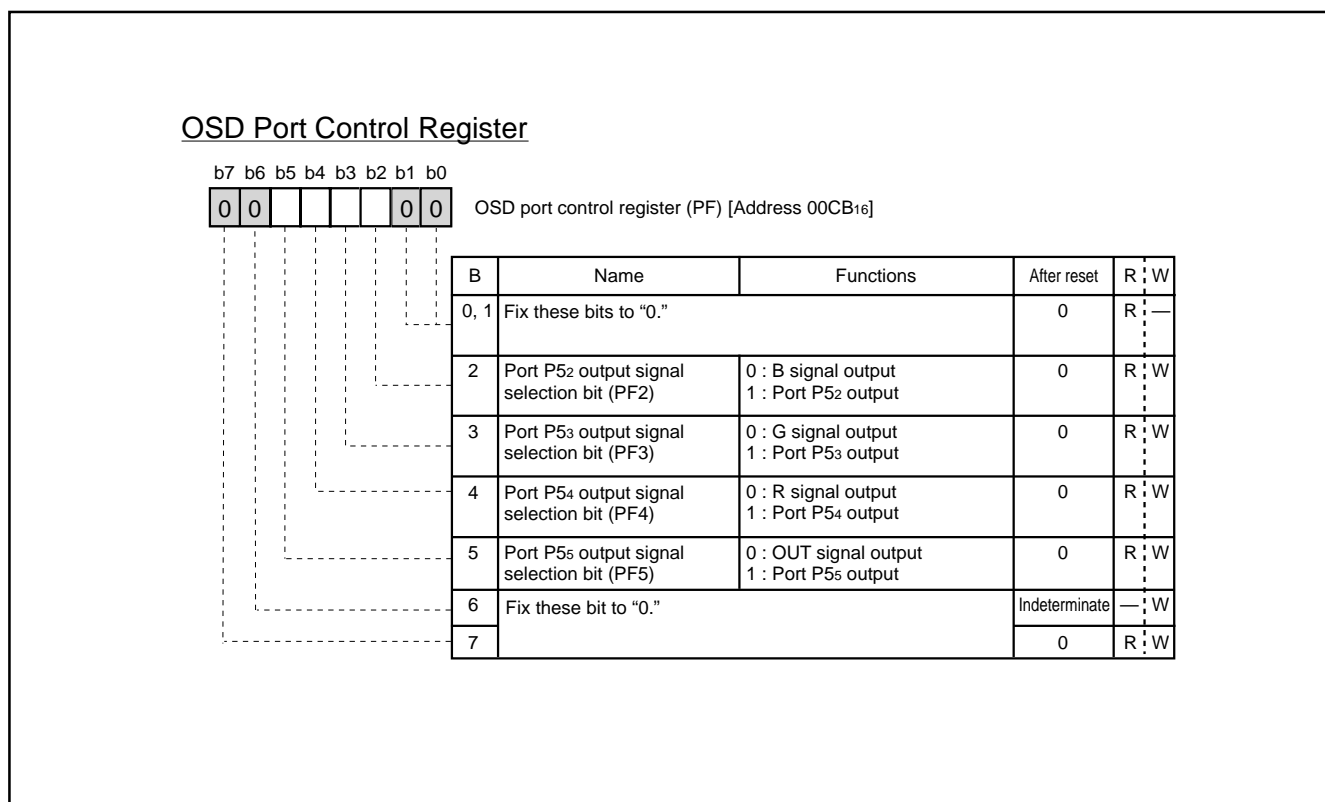 OSD Port Control Register
b7 b6 b5 b4 b3 b2 b1 b0
0 0 0 0 OSD port control register (PF) [Address 00CB16]
B Name Functions After reset R W
0, 1 Fix these bits to “0.” 0 R —
2 Port P52 output signal 0 : B signal output 0 R W
selection bit (PF2) 1 : Port P52 output
3 Port P53 output signal 0 : G signal output 0 R W
selection bit (PF3) 1 : Port P53 output
4 Port P54 output signal 0 : R signal output 0 R W
selection bit (PF4) 1 : Port P54 output
5 Port P55 output signal 0 : OUT signal output 0 R W
selection bit (PF5) 1 : Port P55 output
6 Fix these bit to “0.” Indeterminate — W
7 0 R W